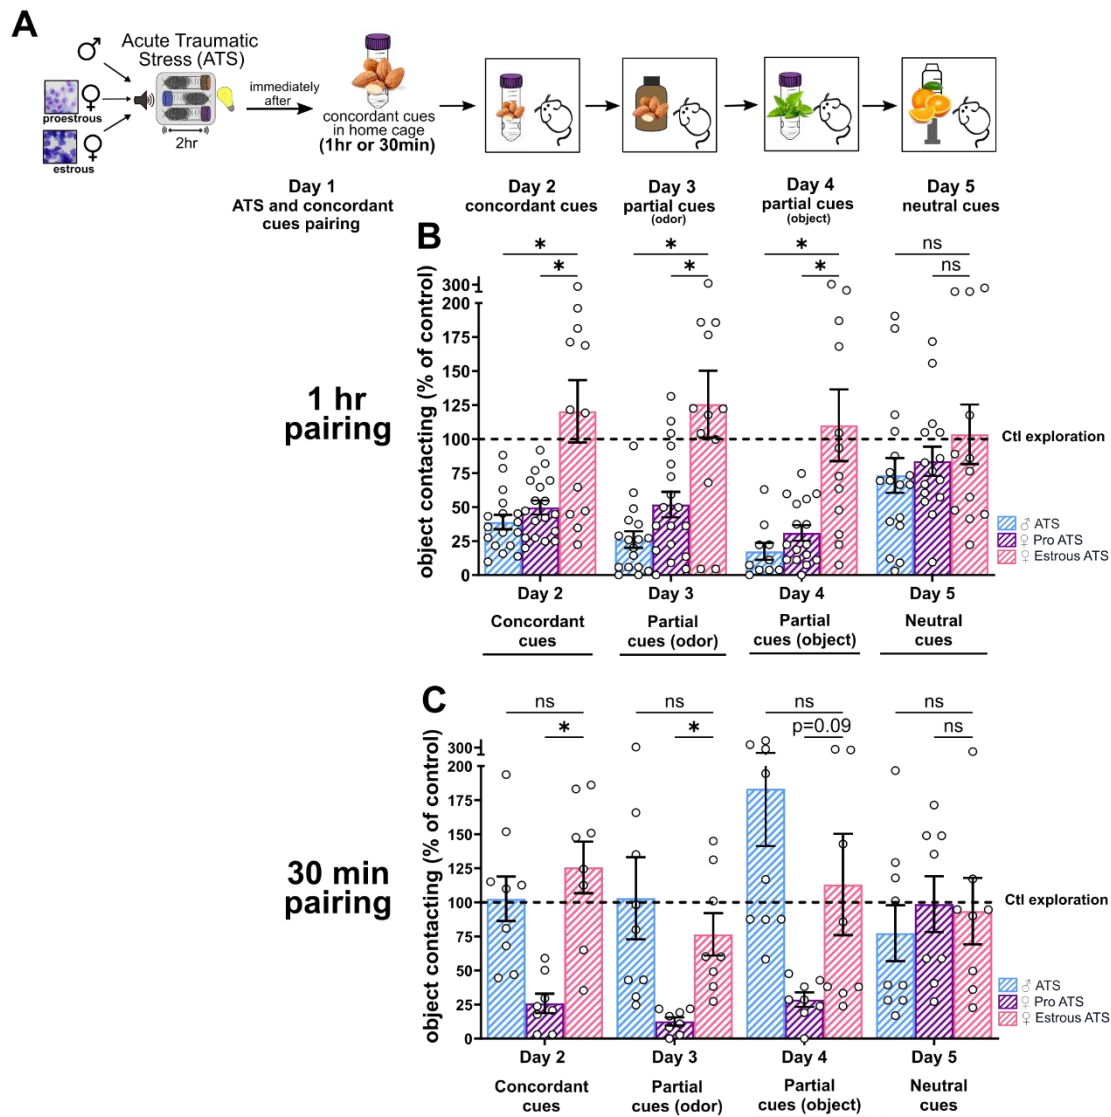 A
Acute Traumatic
Stress (ATS)
proestrous
estrous
2hr
immediately
after
concordant cues
in home cage
(1hr or 30min)
Day 1
ATS and concordant
cues pairing
Day 2
concordant cues
Day 3
partial cues
(odor)
Day 4
partial cues
(object)
Day 5
neutral cues
B
1 hr
pairing
object contacting (% of control)
300
200
175
150
125
100
75
50
25
0
* * * ns
* * * ns
Ctl exploration
♂ ATS
♀ Pro ATS
♀ Estrous ATS
Day 2 Day 3 Day 4 Day 5
Concordant Partial Partial Neutral
cues cues (odor) cues (object) cues
C
30 min
pairing
object contacting (% of control)
300
200
175
150
125
100
75
50
25
0
ns ns ns ns
* * p=0.09 ns
Ctl exploration
♂ ATS
♀ Pro ATS
♀ Estrous ATS
Day 2 Day 3 Day 4 Day 5
Concordant Partial Partial Neutral
cues cues (odor) cues (object) cues